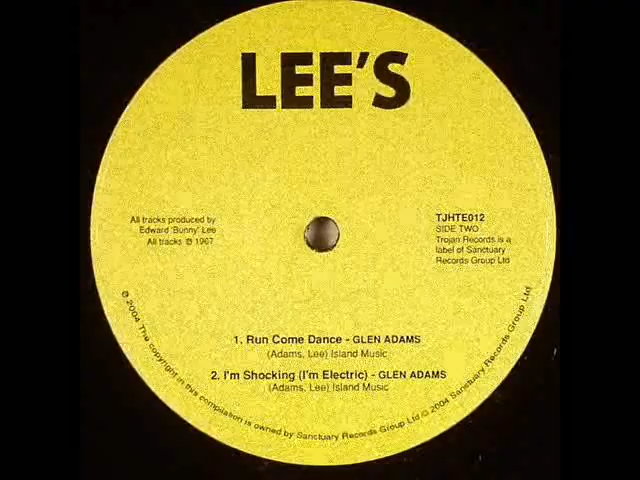 LEE'S
All tracks produced by
Edward 'Bunny' Lee
All tracks ℗ 1967
TJHTE012
SIDE TWO
Trojan Records is a
label of Sanctuary
Records Group Ltd
1. Run Come Dance - GLEN ADAMS
(Adams, Lee) Island Music
2. I'm Shocking (I'm Electric) - GLEN ADAMS
(Adams, Lee) Island Music
℗ 2004 The copyright in this compilation is owned by Sanctuary Records Group Ltd © 2004 Sanctuary Records Group Ltd